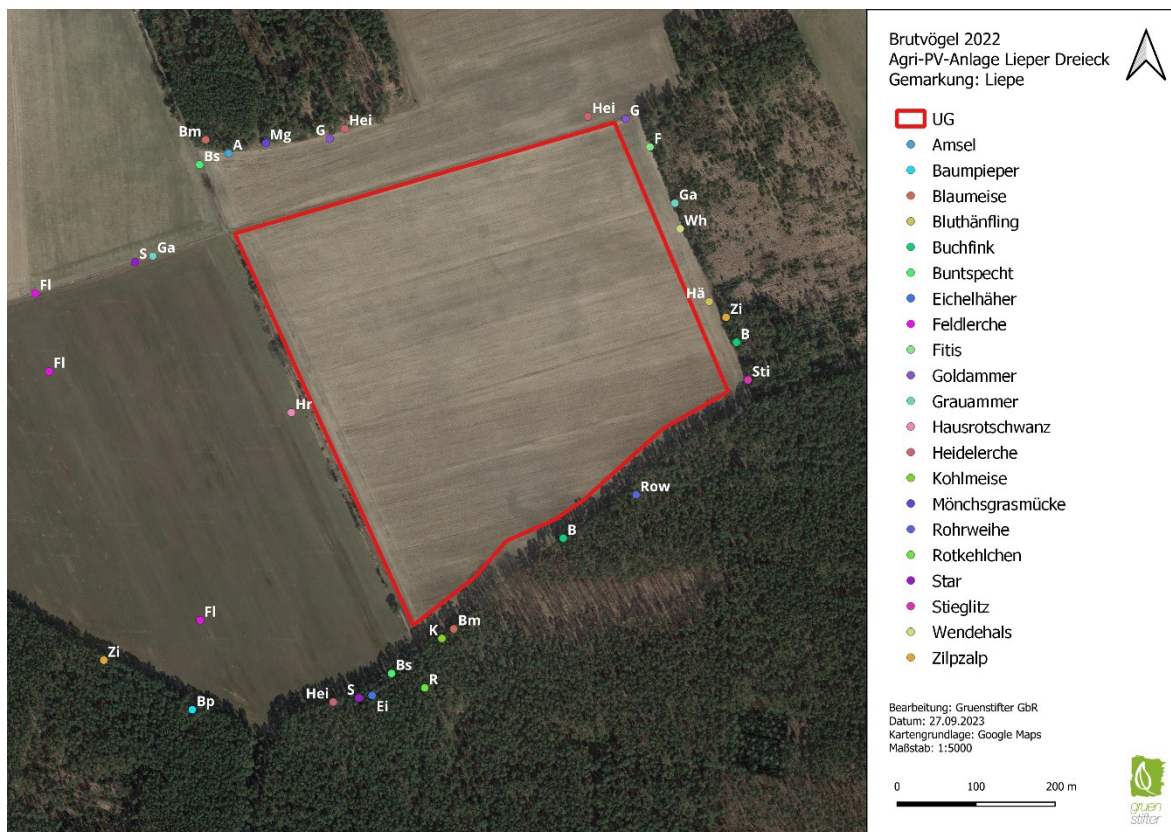 Brutvögel 2022
Agri-PV-Anlage Lieper Dreieck
Gemarkung: Liepe
UG
Amsel
Baumpieper
Blaumeise
Bluthänfling
Buchfink
Buntspecht
Eichelhäher
Feldlerche
Fitis
Goldammer
Grauammer
Hausrotschwanz
Heidelerche
Kohlmeise
Mönchsgrasmücke
Rohrweihe
Rotkehlchen
Star
Stieglitz
Wendehals
Zilpzalp
Bearbeitung: Gruenstifter GbR
Datum: 27.09.2023
Kartengrundlage: Google Maps
Maßstab: 1:5000
0 100 200 m
gruen
stifter
Hei G
Bm A Mg G Hei
F
Bs
Ga
Wh
S Ga
Fl
Hä
Zi
B
Fl
Sti
Hr
Row
B
Fl
K Bm
Zi
Bs
R
Bp
Hei S Ei